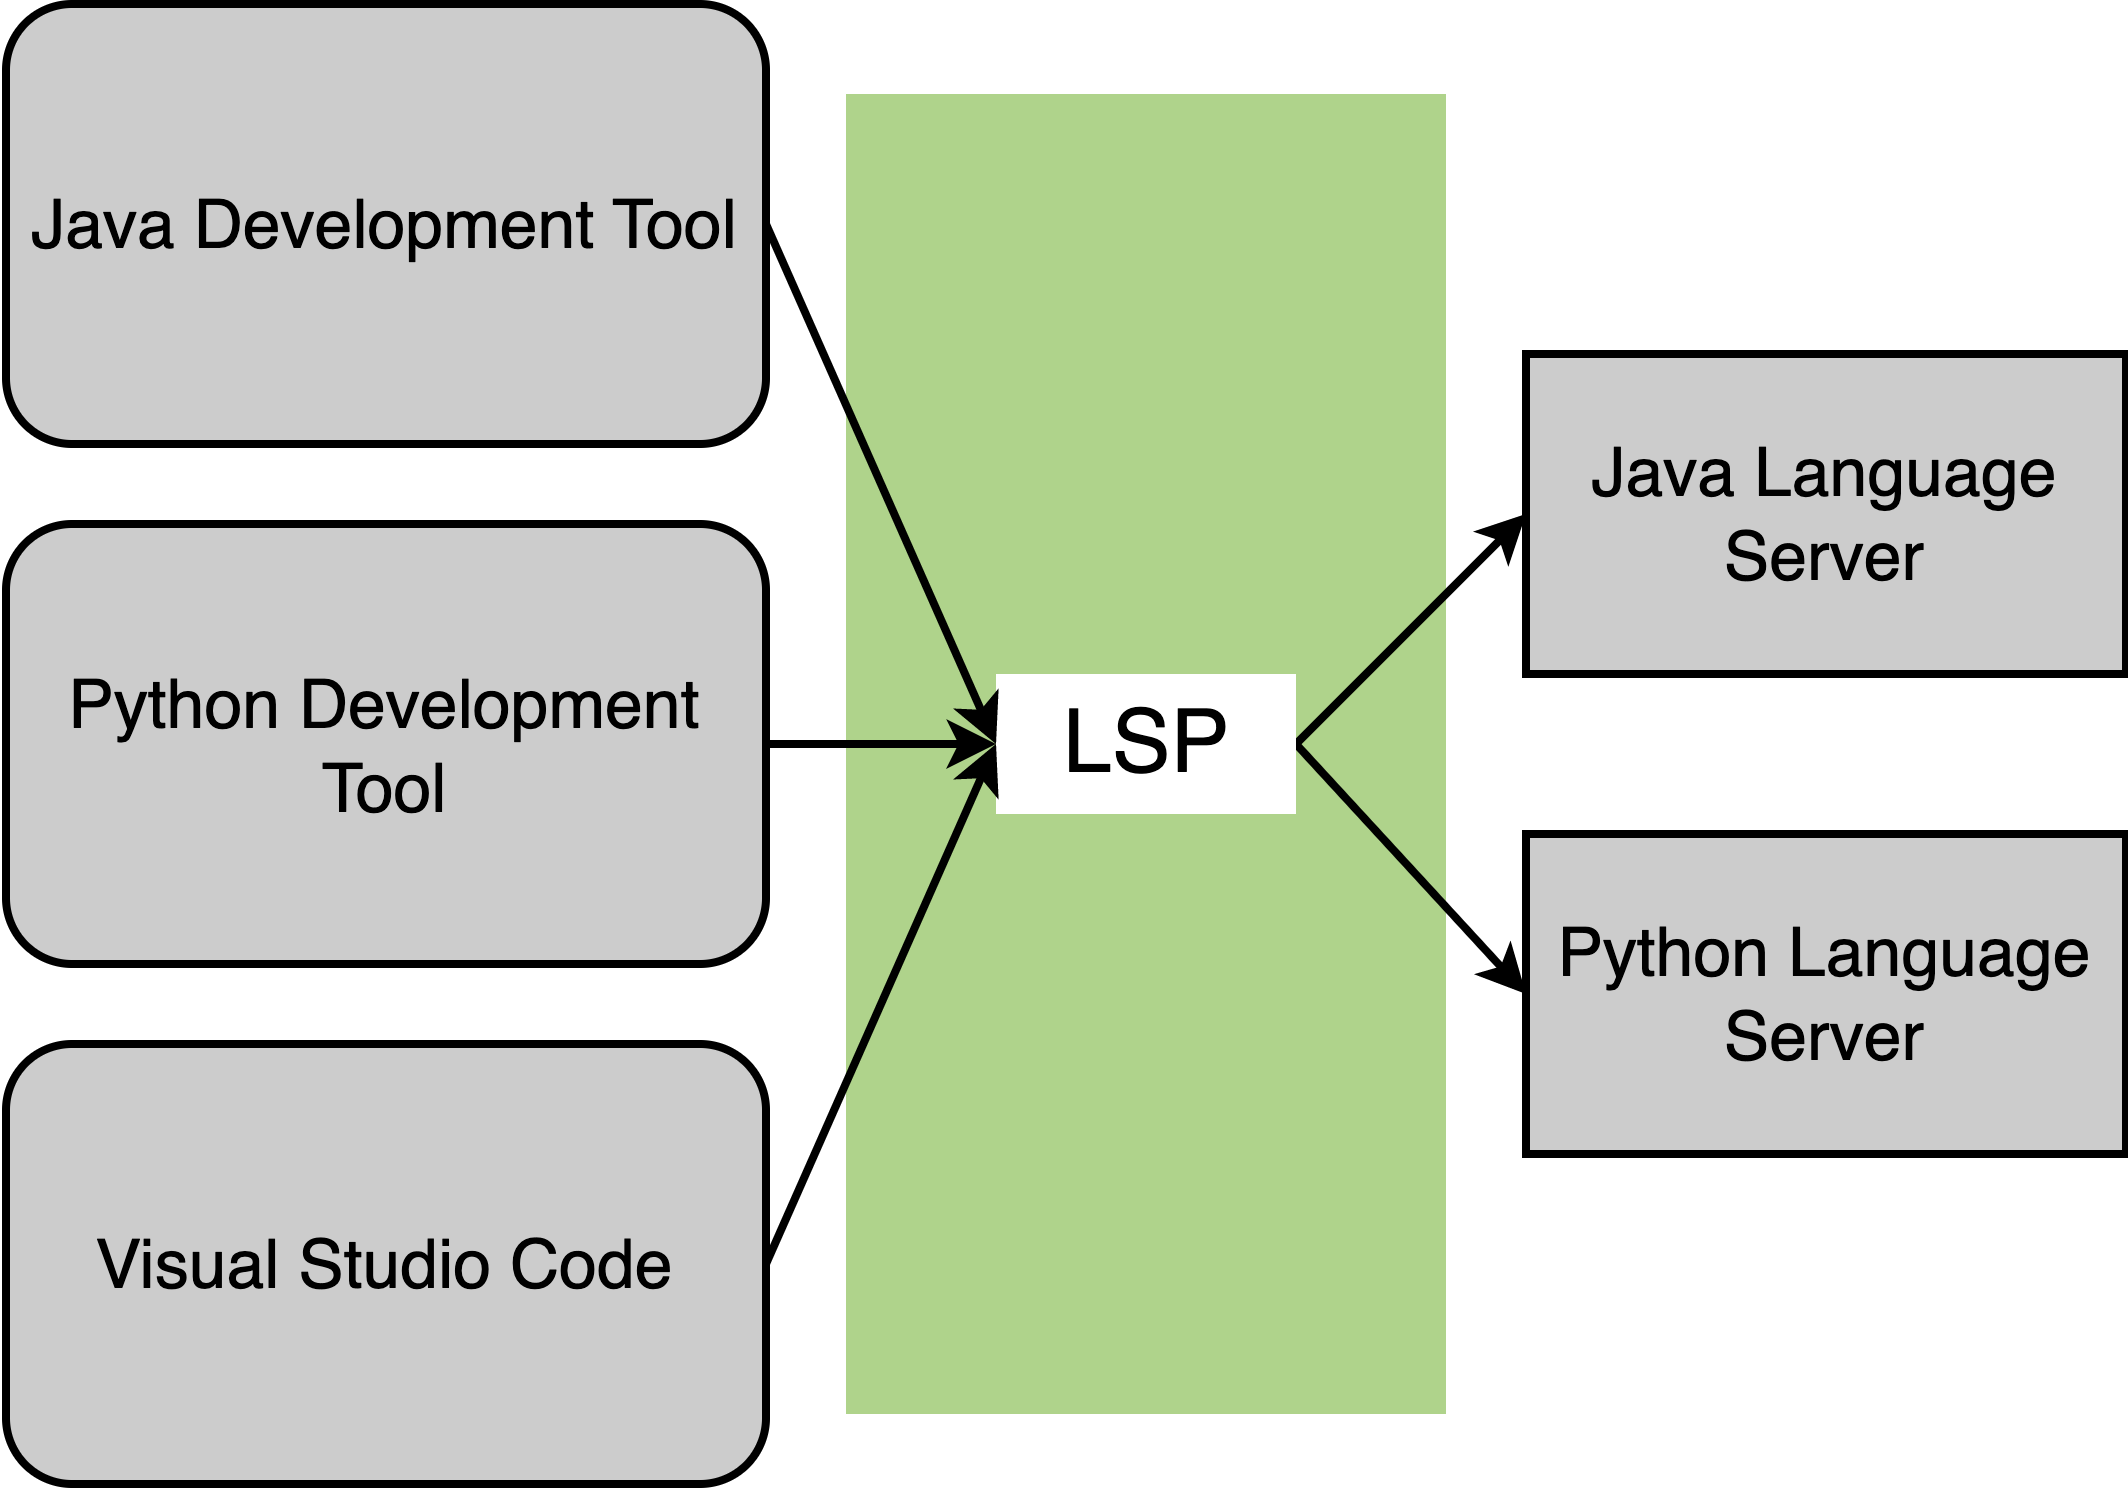 Java Development Tool
Python Development
Tool
Visual Studio Code
LSP
Java Language
Server
Python Language
Server